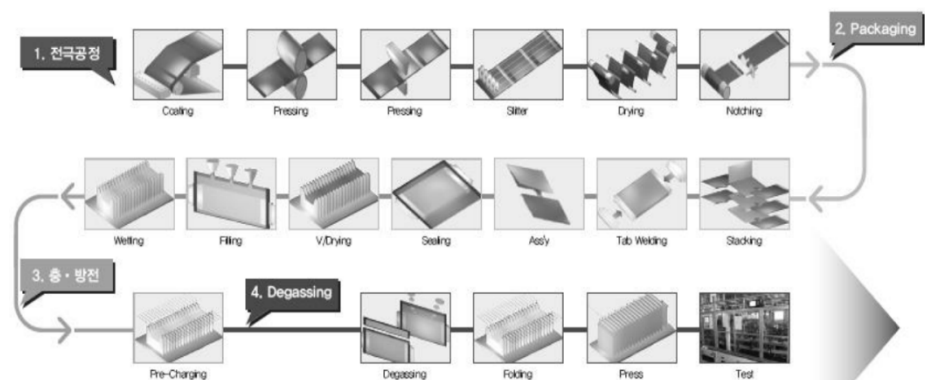 1. 전극공정
2. Packaging
Coating
Pressing
Pressing
Slitter
Drying
Notching
Wetting
Filling
V/Drying
Sealing
Ass'y
Tab Welding
Stacking
3. 충・방전
4. Degassing
Pre-Charging
Degassing
Folding
Press
Test